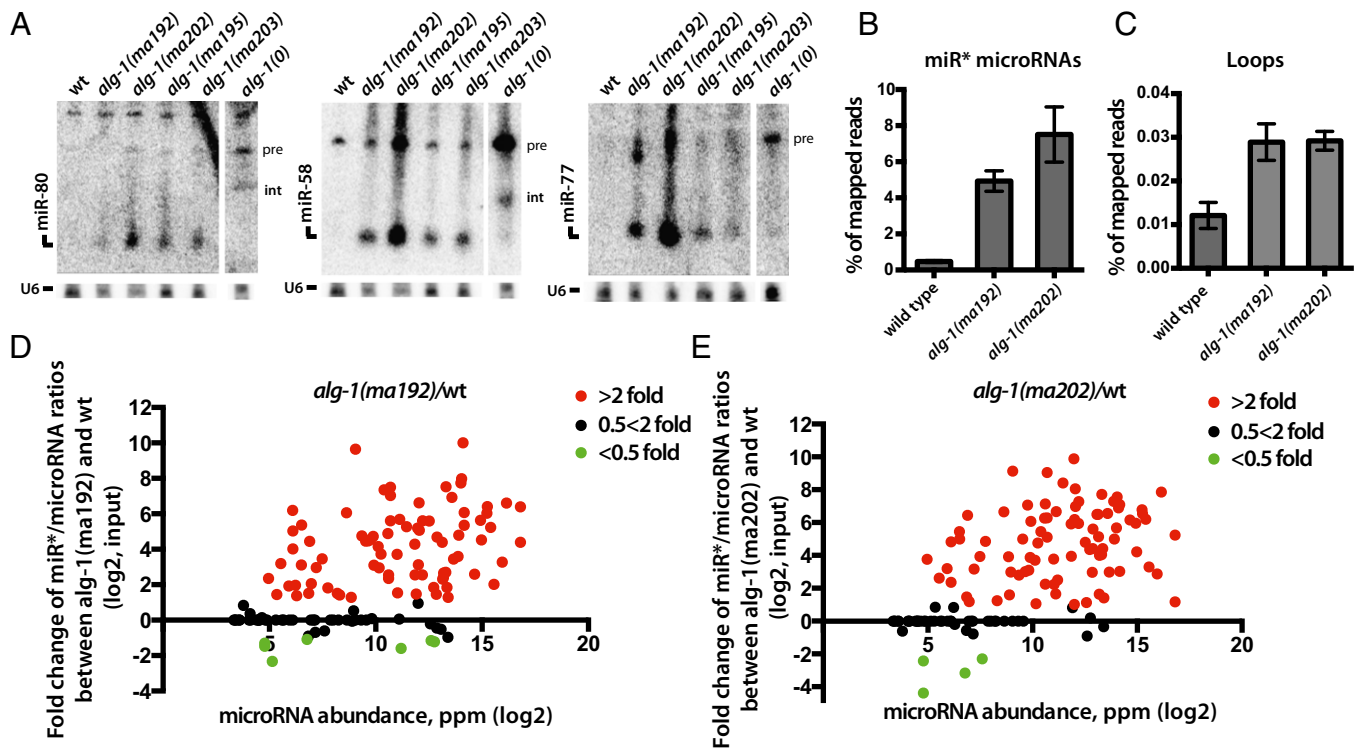 A
wt
alg-1(ma192)
alg-1(ma202)
alg-1(ma195)
alg-1(ma203)
alg-1(0)
miR-80
pre
int
U6
wt
alg-1(ma192)
alg-1(ma202)
alg-1(ma195)
alg-1(ma203)
alg-1(0)
miR-58
pre
int
U6
wt
alg-1(ma192)
alg-1(ma202)
alg-1(ma195)
alg-1(ma203)
alg-1(0)
miR-77
pre
U6
B
miR* microRNAs
% of mapped reads
10
8
6
4
2
0
wild type
alg-1(ma192)
alg-1(ma202)
C
Loops
% of mapped reads
0.04
0.03
0.02
0.01
0.00
wild type
alg-1(ma192)
alg-1(ma202)
D
alg-1(ma192)/wt
Fold change of miR*/microRNA ratios
between alg-1(ma192) and wt
(log2, input)
12
10
8
6
4
2
0
-2
-4
5
10
15
20
microRNA abundance, ppm (log2)
>2 fold
0.5<2 fold
<0.5 fold
E
alg-1(ma202)/wt
Fold change of miR*/microRNA ratios
between alg-1(ma202) and wt
(log2, input)
12
10
8
6
4
2
0
-2
-4
5
10
15
20
microRNA abundance, ppm (log2)
>2 fold
0.5<2 fold
<0.5 fold